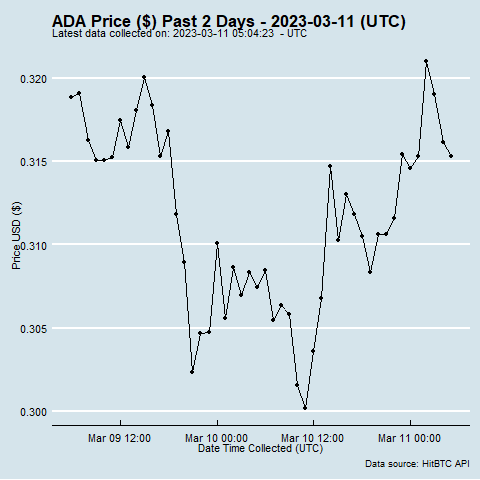 ADA Price ($) Past 2 Days - 2023-03-11 (UTC)
Latest data collected on: 2023-03-11 05:04:23 - UTC
0.320
0.315
0.310
0.305
0.300
Price USD ($)
Mar 09 12:00 Mar 10 00:00 Mar 10 12:00 Mar 11 00:00
Date Time Collected (UTC)
Data source: HitBTC API